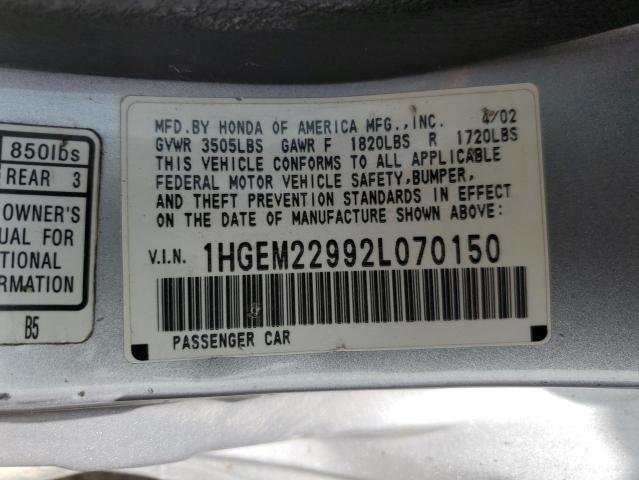 850lbs
REAR 3
OWNER'S
UAL FOR
TIONAL
RMATION
B5
MFD.BY HONDA OF AMERICA MFG.,INC. 4/02
GVWR 3505LBS GAWR F 1820LBS R 1720LBS
THIS VEHICLE CONFORMS TO ALL APPLICABLE
FEDERAL MOTOR VEHICLE SAFETY,BUMPER,
AND THEFT PREVENTION STANDARDS IN EFFECT
ON THE DATE OF MANUFACTURE SHOWN ABOVE:
V.I.N. 1HGEM22992L070150
PASSENGER CAR